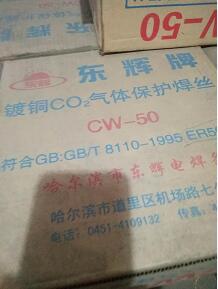 -50
东辉牌
镀铜CO₂气体保护焊丝
CW-50
符合GB:GB/T 8110-1995 ER50
哈尔滨市东辉电焊
哈尔滨市道里区机场路七
电话：0451-4109132 传真：4